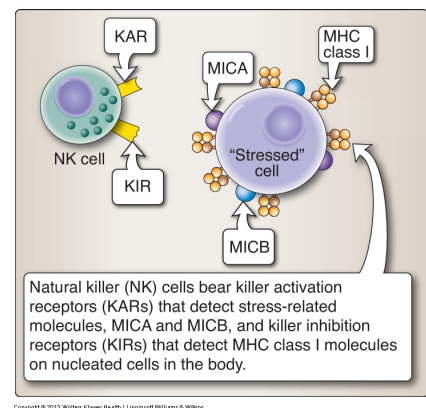 KAR
MHC
class I
MICA
"Stressed"
cell
NK cell
KIR
MICB
Natural killer (NK) cells bear killer activation
receptors (KARs) that detect stress-related
molecules, MICA and MICB, and killer inhibition
receptors (KIRs) that detect MHC class I molecules
on nucleated cells in the body.
Copyright © 2013 Wolters Kluwer Health | Lippincott Williams & Wilkins